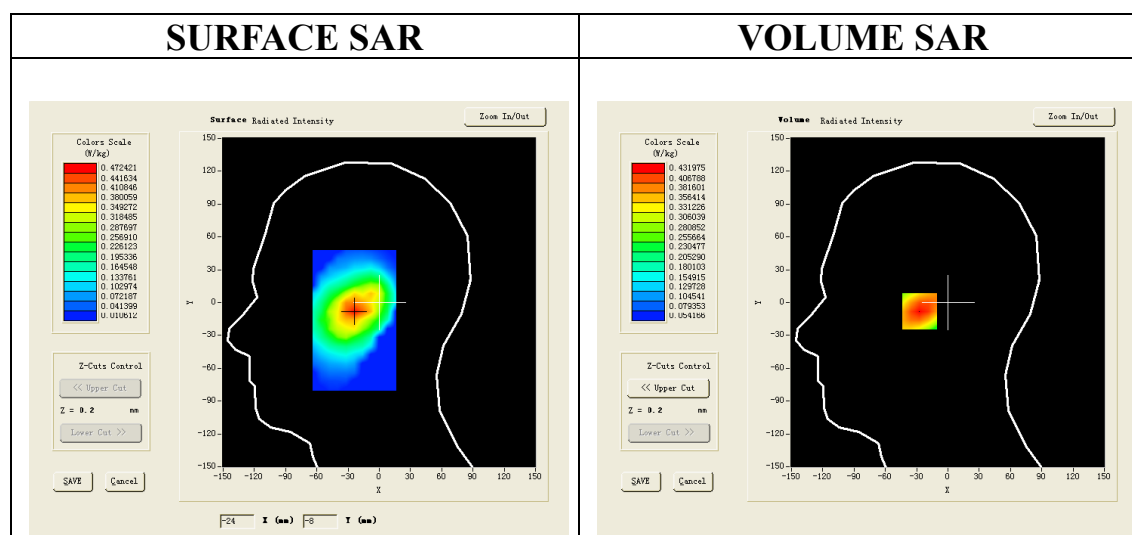 SURFACE SAR
VOLUME SAR
Surface Radiated Intensity
Zoom In/Out
Colors Scale
(W/kg)
0.472421
0.441634
0.410846
0.380059
0.349272
0.318485
0.287697
0.256910
0.226123
0.195336
0.164548
0.133761
0.102974
0.072187
0.041399
0.010612
150
120
90
60
30
0
-30
-60
-90
-120
-150
Y
-150 -120 -90 -60 -30 0 30 60 90 120 150
X
Z-Cuts Control
<< Upper Cut
Z = 0.2 mm
Lower Cut >>
SAVE Cancel
-24 X (mm) -8 Y (mm)
Volume Radiated Intensity
Zoom In/Out
Colors Scale
(W/kg)
0.431975
0.406788
0.381601
0.356414
0.331226
0.306039
0.280852
0.255664
0.230477
0.205290
0.180103
0.154915
0.129728
0.104541
0.079353
0.054166
150
120
90
60
30
0
-30
-60
-90
-120
-150
Y
-150 -120 -90 -60 -30 0 30 60 90 120 150
X
Z-Cuts Control
<< Upper Cut
Z = 0.2 mm
Lower Cut >>
SAVE Cancel